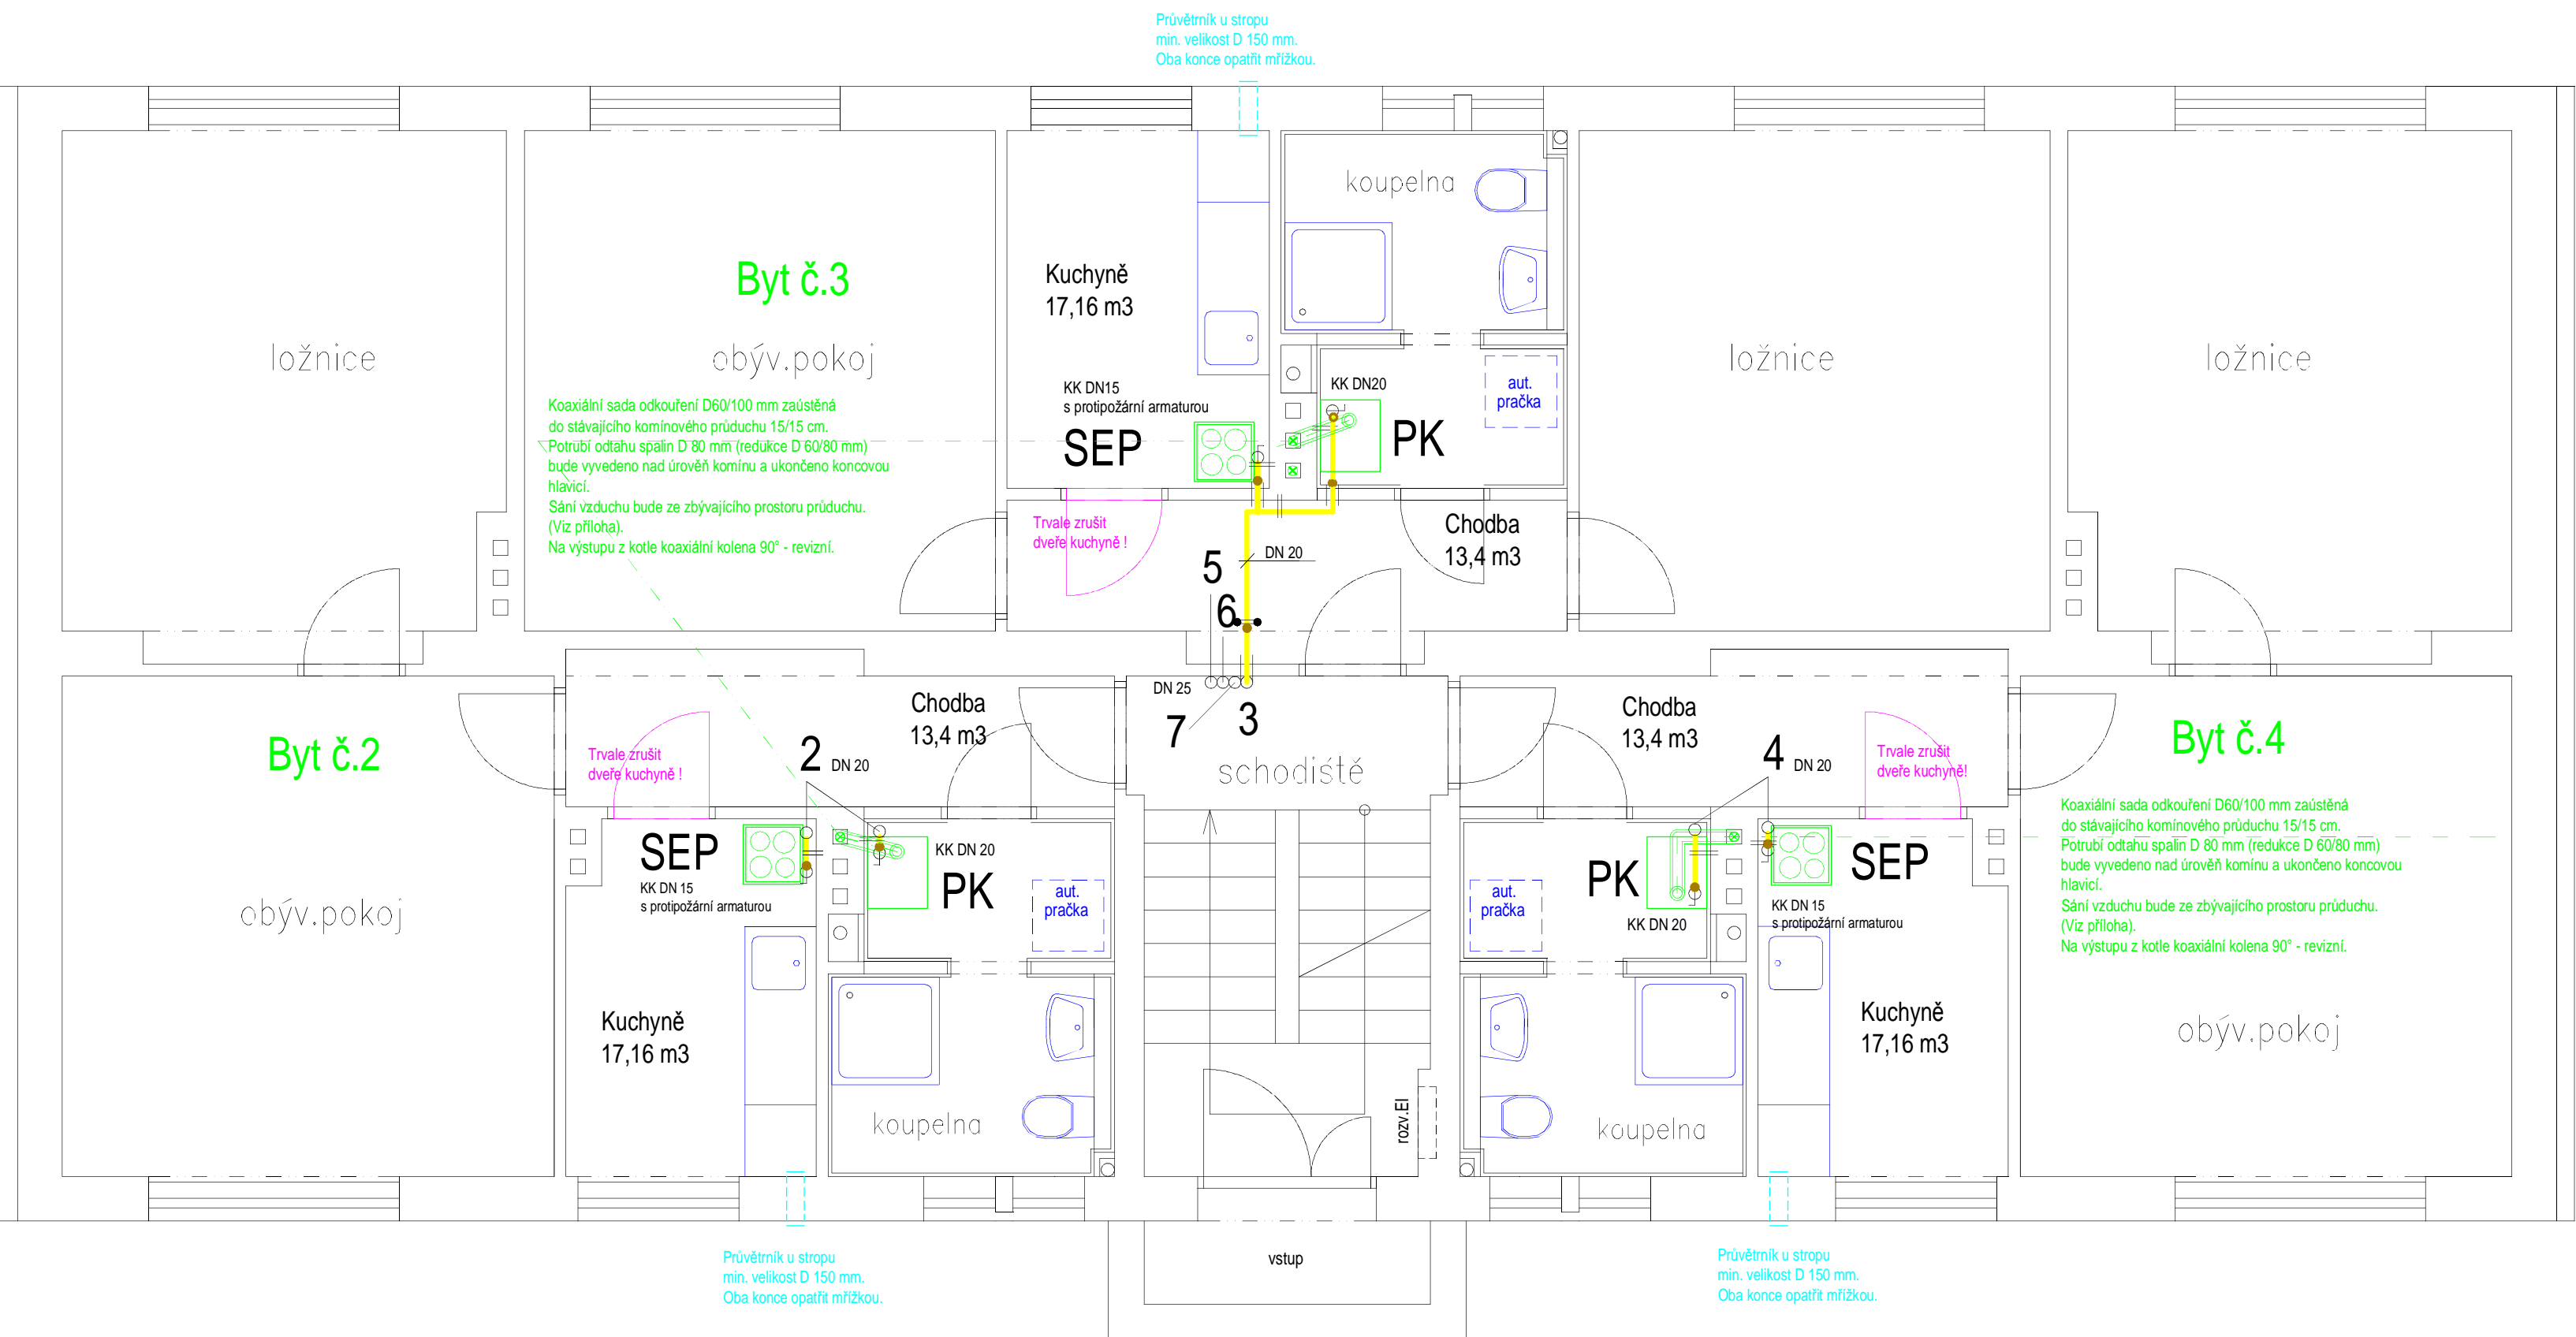 Průvětrník u stropu
min. velikost D 150 mm.
Oba konce opatřit mřížkou.
koupelna
Byt č.3
Kuchyně
17,16 m3
ložnice
obýv.pokoj
ložnice
ložnice
KK DN15
s protipožární armaturou
SEP
KK DN20
PK
aut.
pračka
Koaxiální sada odkouření D60/100 mm zaústěná
do stávajícího komínového průduchu 15/15 cm.
Potrubí odtahu spalin D 80 mm (redukce D 60/80 mm)
bude vyvedeno nad úrověň komínu a ukončeno koncovou
hlavicí.
Sání vzduchu bude ze zbývajícího prostoru průduchu.
(Viz příloha).
Na výstupu z kotle koaxiální kolena 90° - revizní.
Trvale zrušit
dveře kuchyně !
Chodba
13,4 m3
5
DN 20
6
DN 25
7
3
schodiště
Byt č.2
Trvale zrušit
dveře kuchyně !
Chodba
13,4 m3
2
DN 20
Chodba
13,4 m3
4
DN 20
Trvale zrušit
dveře kuchyně!
Byt č.4
SEP
KK DN 15
s protipožární armaturou
KK DN 20
PK
aut.
pračka
obýv.pokoj
Kuchyně
17,16 m3
koupelna
aut.
pračka
PK
KK DN 20
SEP
KK DN 15
s protipožární armaturou
Koaxiální sada odkouření D60/100 mm zaústěná
do stávajícího komínového průduchu 15/15 cm.
Potrubí odtahu spalin D 80 mm (redukce D 60/80 mm)
bude vyvedeno nad úrověň komínu a ukončeno koncovou
hlavicí.
Sání vzduchu bude ze zbývajícího prostoru průduchu.
(Viz příloha).
Na výstupu z kotle koaxiální kolena 90° - revizní.
Kuchyně
17,16 m3
obýv.pokoj
rozv.El
koupelna
vstup
Průvětrník u stropu
min. velikost D 150 mm.
Oba konce opatřit mřížkou.
Průvětrník u stropu
min. velikost D 150 mm.
Oba konce opatřit mřížkou.